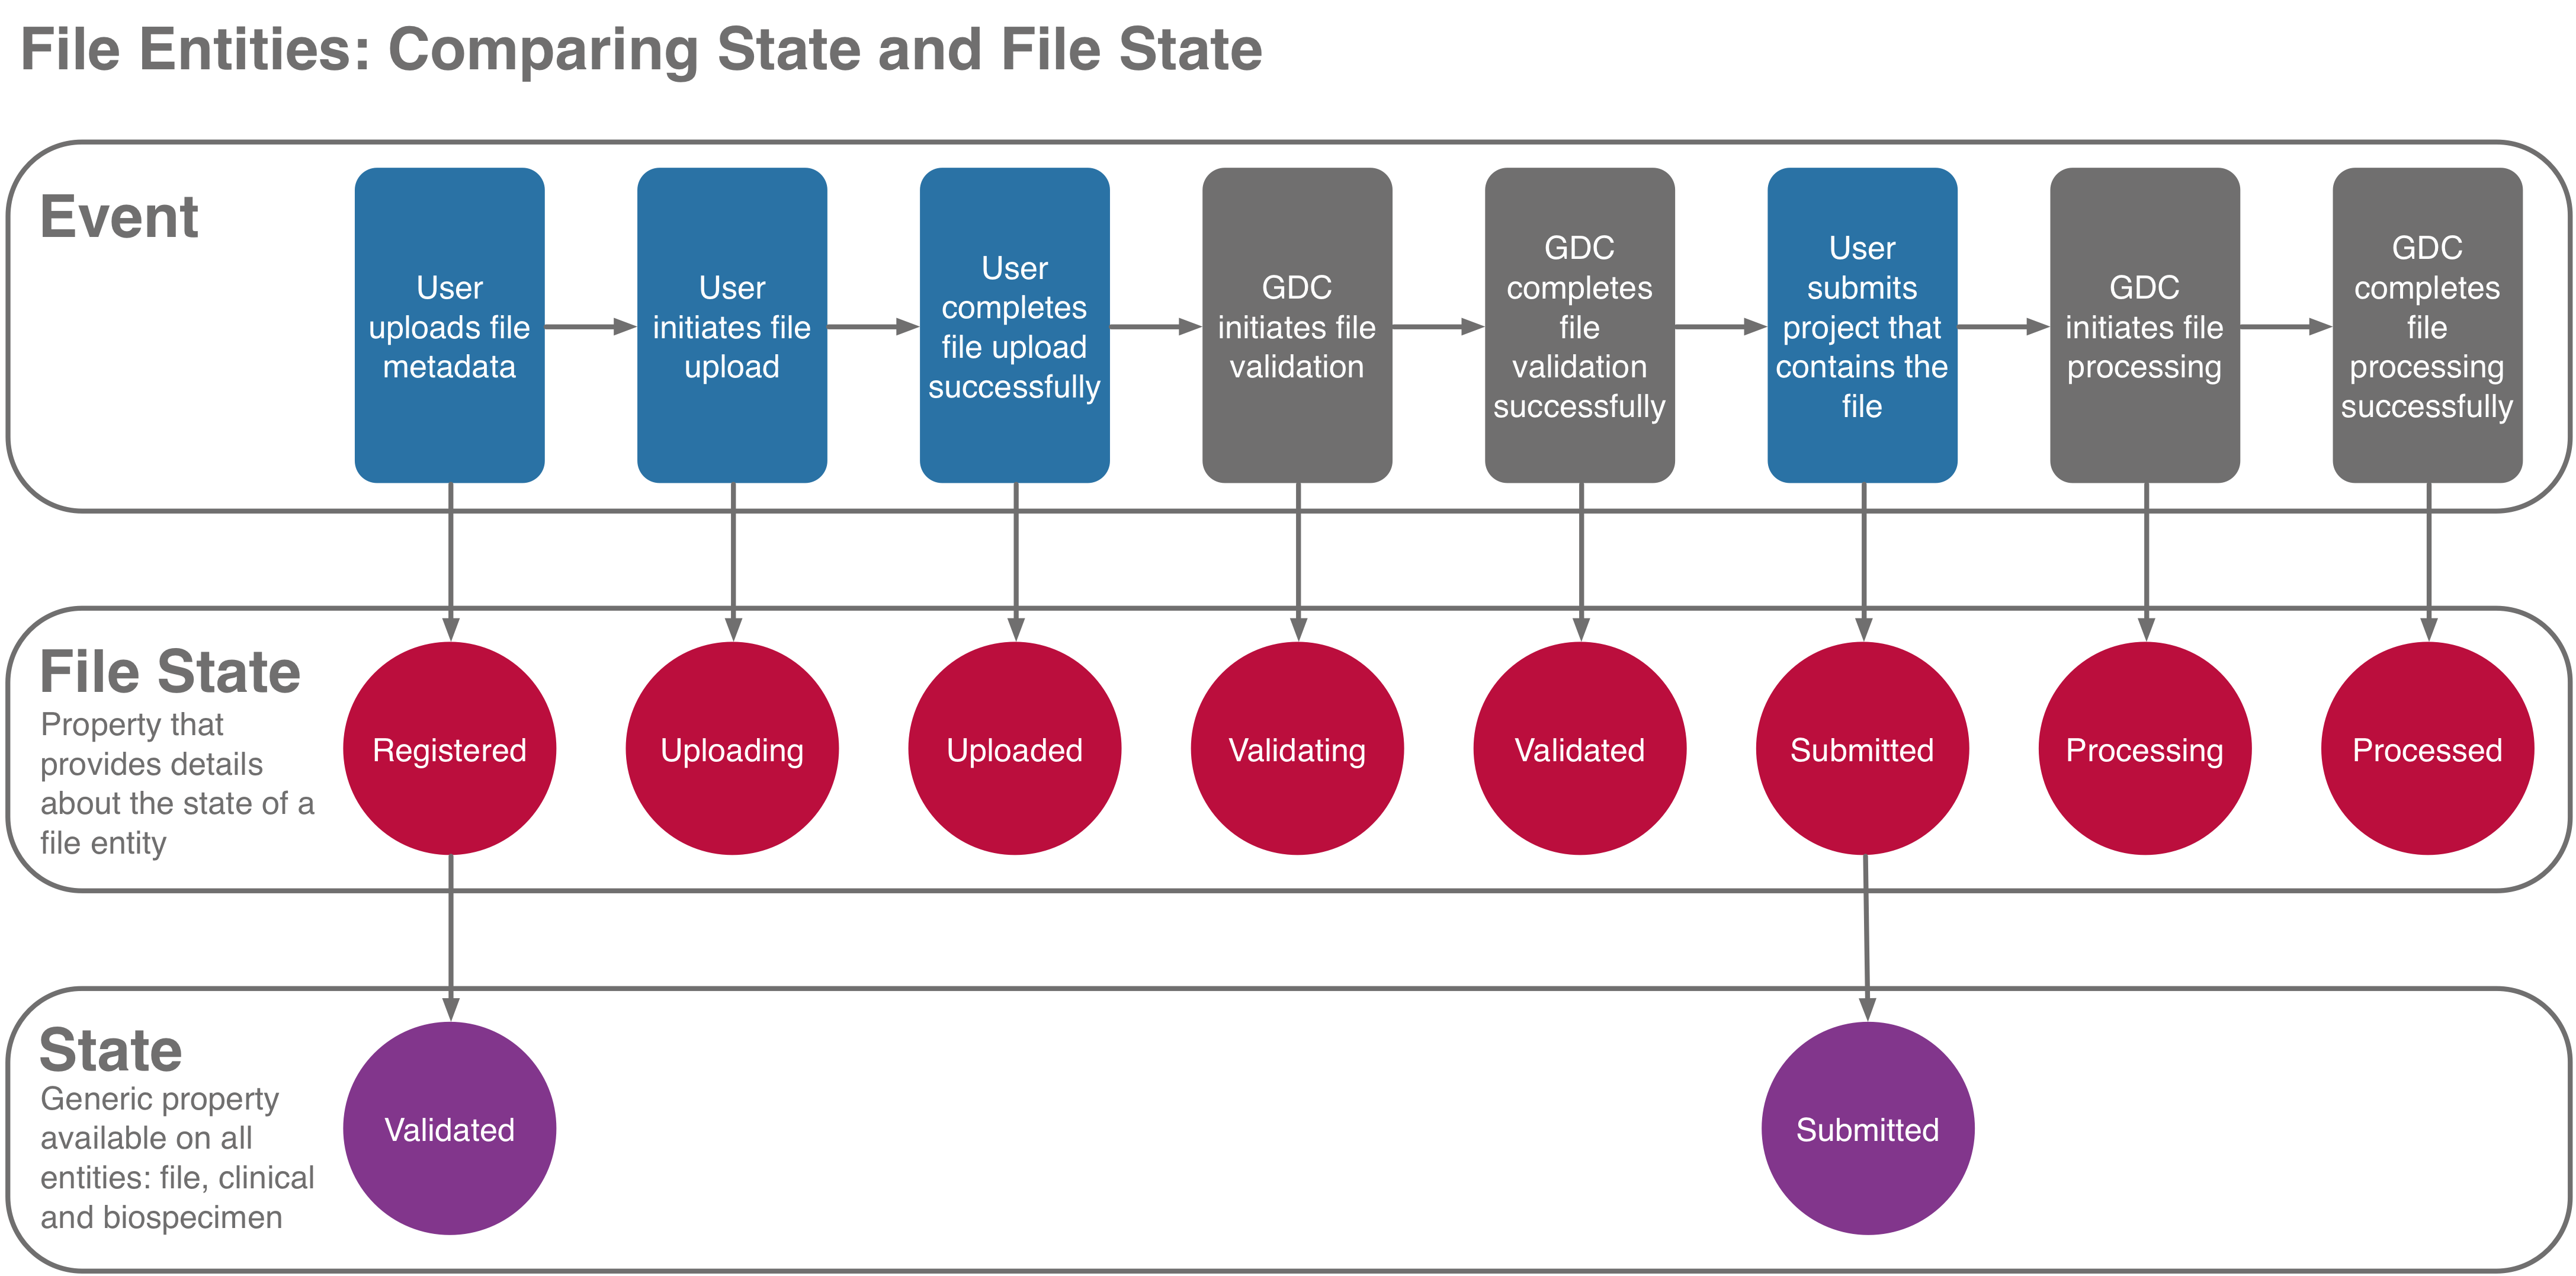 File Entities: Comparing State and File State
Event
User
uploads file
metadata
User
initiates file
upload
User
completes
file upload
successfully
GDC
initiates file
validation
GDC
completes
file
validation
successfully
User
submits
project that
contains the
file
GDC
initiates file
processing
GDC
completes
file
processing
successfully
File State
Property that
provides details
about the state of a
file entity
Registered
Uploading
Uploaded
Validating
Validated
Submitted
Processing
Processed
State
Generic property
available on all
entities: file, clinical
and biospecimen
Validated
Submitted